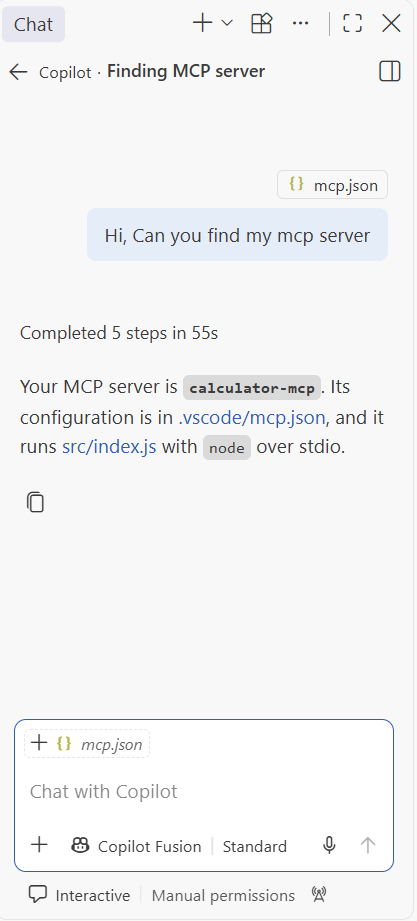 Chat
Copilot · Finding MCP server
{} mcp.json
Hi, Can you find my mcp server
Completed 5 steps in 55s
Your MCP server is calculator-mcp. Its
configuration is in .vscode/mcp.json, and it
runs src/index.js with node over stdio.
{} mcp.json
Chat with Copilot
Copilot Fusion | Standard
Interactive | Manual permissions